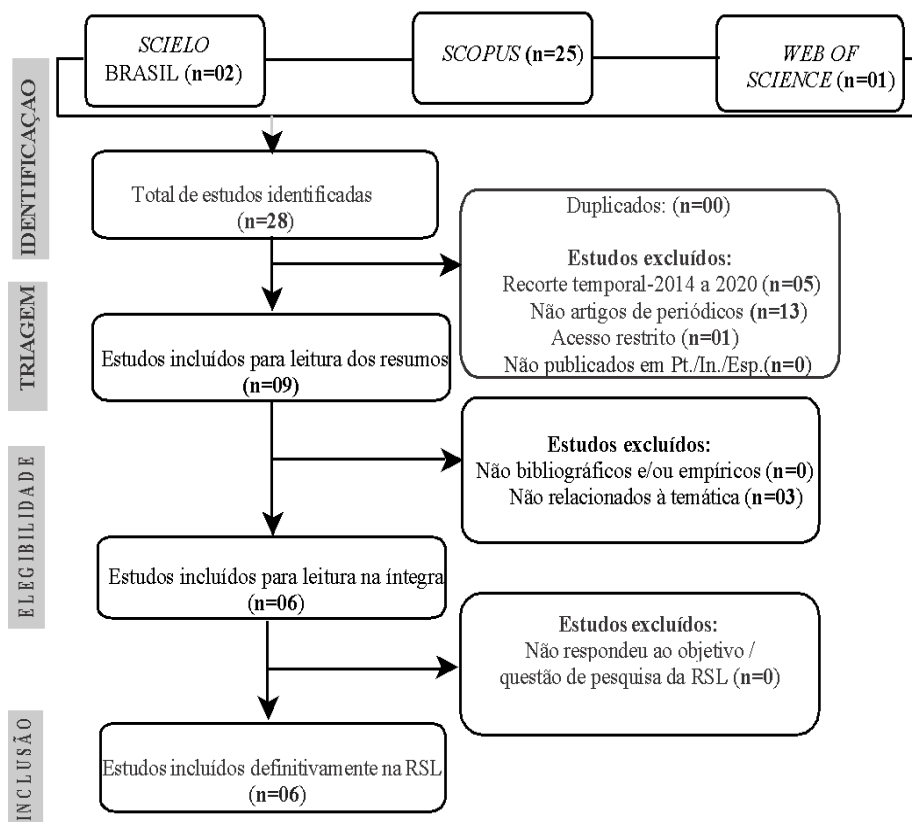 SCIELO
BRASIL (n=02)
SCOPUS (n=25)
WEB OF
SCIENCE (n=01)
IDENTIFICAÇAO
Total de estudos identificadas
(n=28)
Duplicados: (n=00)
Estudos excluídos:
Recorte temporal-2014 a 2020 (n=05)
Não artigos de periódicos (n=13)
Acesso restrito (n=01)
Não publicados em Pt./In./Esp.(n=0)
TRIAGEM
Estudos incluídos para leitura dos resumos
(n=09)
Estudos excluídos:
Não bibliográficos e/ou empíricos (n=0)
Não relacionados à temática (n=03)
ELEGIBILIDADE
Estudos incluídos para leitura na íntegra
(n=06)
Estudos excluídos:
Não respondeu ao objetivo /
questão de pesquisa da RSL (n=0)
INCLUSÃO
Estudos incluídos definitivamente na RSL
(n=06)